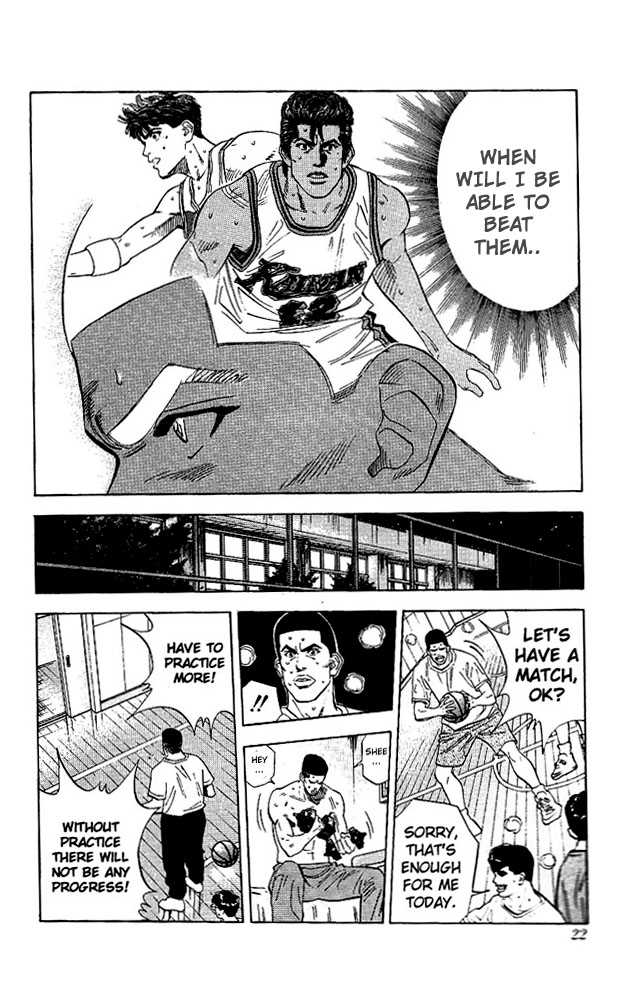 WHEN
WILL I BE
ABLE TO
BEAT
THEM..
KAINAN
LET'S
HAVE A
MATCH,
OK?
SORRY,
THAT'S
ENOUGH
FOR ME
TODAY.
!!
SHEE
...
HEY
...
HAVE TO
PRACTICE
MORE!
WITHOUT
PRACTICE
THERE WILL
NOT BE ANY
PROGRESS!
22